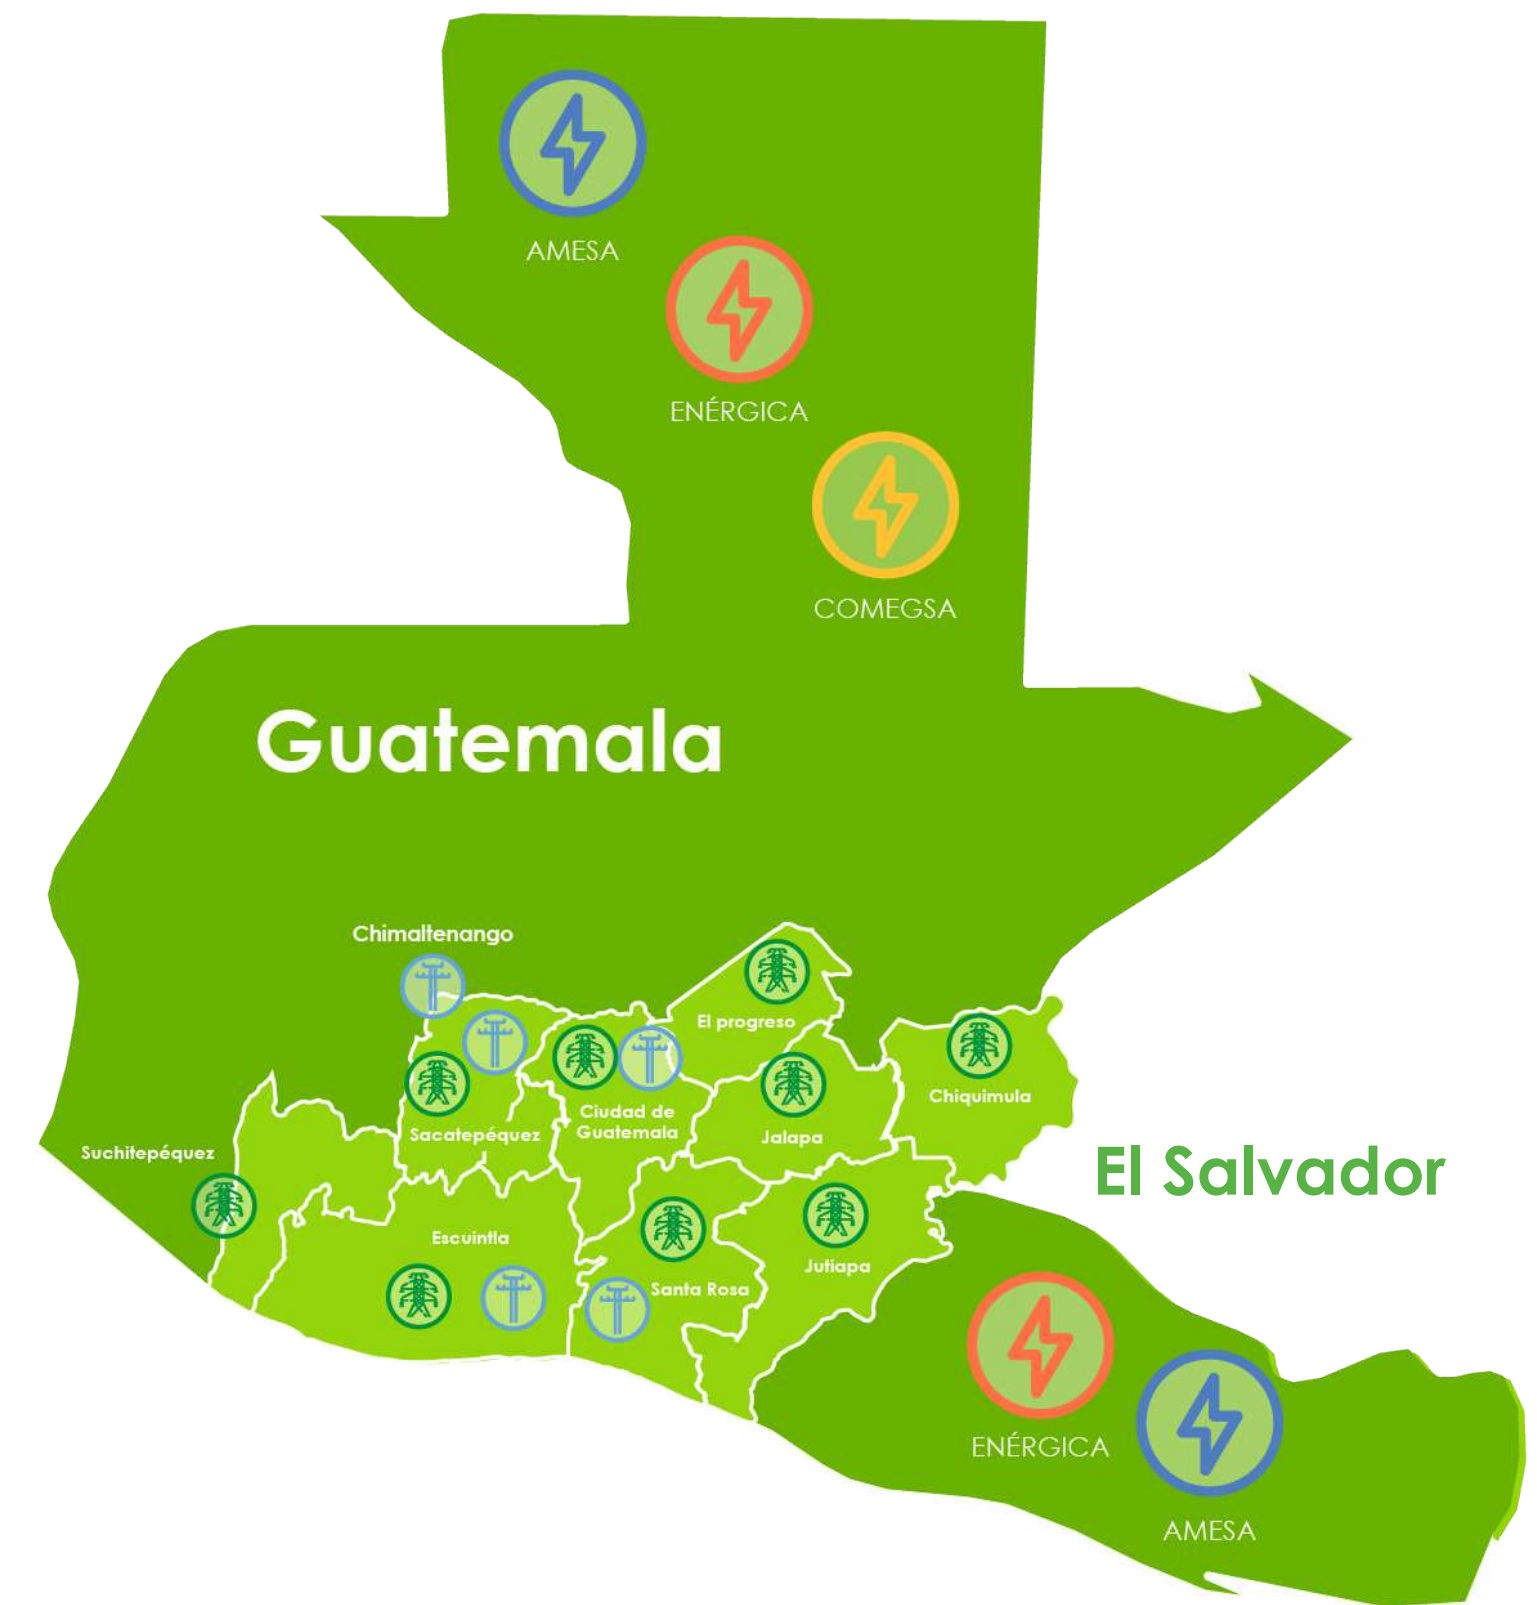 AMESA
ENÉRGICA
COMEGSA
Guatemala
Chimaltenango
El progreso
Chiquimula
Ciudad de
Guatemala
Sacatepéquez
Jalapa
Suchitepéquez
El Salvador
Escuintla
Jutiapa
Santa Rosa
ENÉRGICA
AMESA